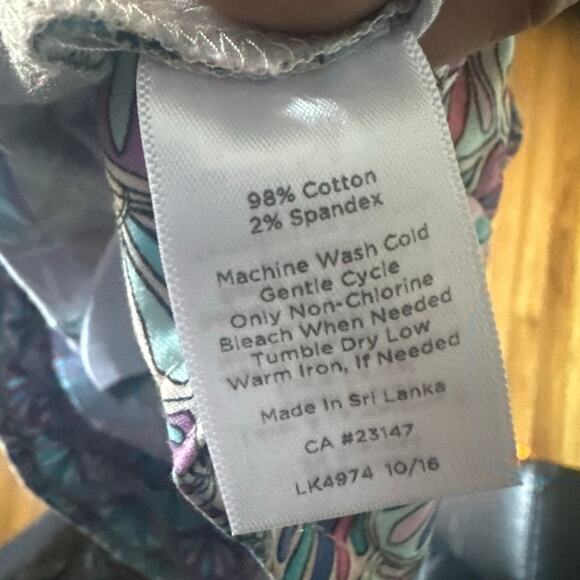 98% Cotton
2% Spandex
Machine Wash Cold
Gentle Cycle
Only Non-Chlorine
Bleach When Needed
Tumble Dry Low
Warm Iron, If Needed
Made In Sri Lanka
CA #23147
LK4974 10/16